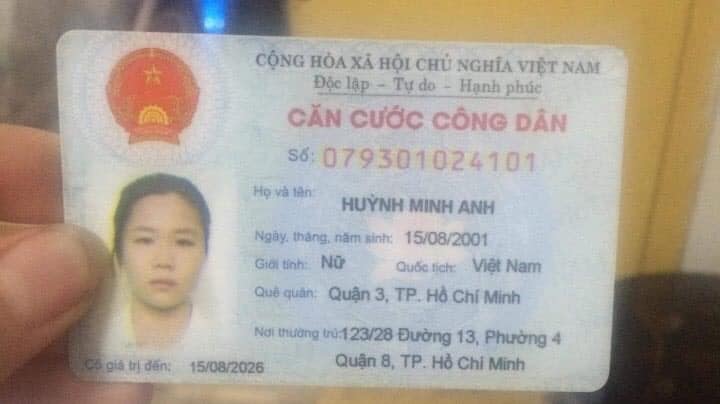 CỘNG HÒA XÃ HỘI CHỦ NGHĨA VIỆT NAM
Độc lập - Tự do - Hạnh phúc
CĂN CƯỚC CÔNG DÂN
Số: 079301024101
Họ và tên:
HUỲNH MINH ANH
Ngày, tháng, năm sinh: 15/08/2001
Giới tính: Nữ Quốc tịch: Việt Nam
Quê quán: Quận 3, TP. Hồ Chí Minh
Nơi thường trú: 123/28 Đường 13, Phường 4
Quận 8, TP. Hồ Chí Minh
Có giá trị đến: 15/08/2026